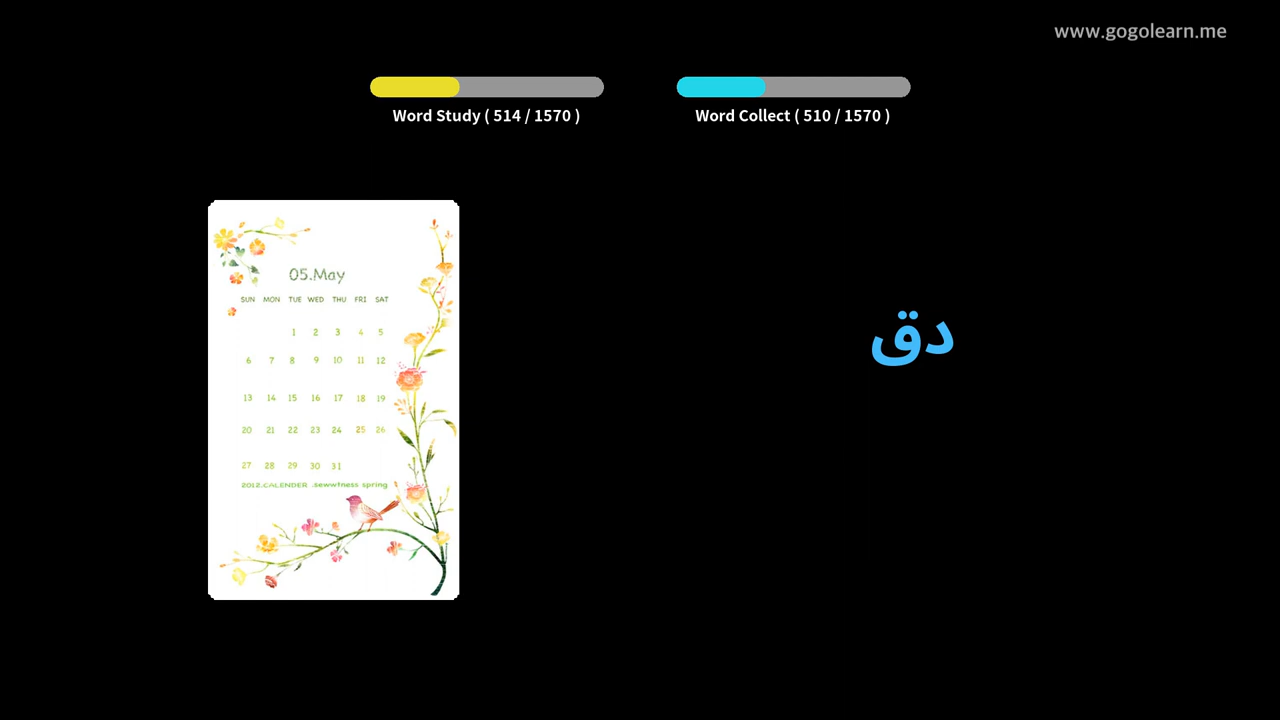 www.gogolearn.me
Word Study ( 514 / 1570 )
Word Collect ( 510 / 1570 )
05.May
SUN MON TUE WED THU FRI SAT
1 2 3 4 5
6 7 8 9 10 11 12
13 14 15 16 17 18 19
20 21 22 23 24 25 26
27 28 29 30 31
2012.CALENDER .sewwtness spring
دق